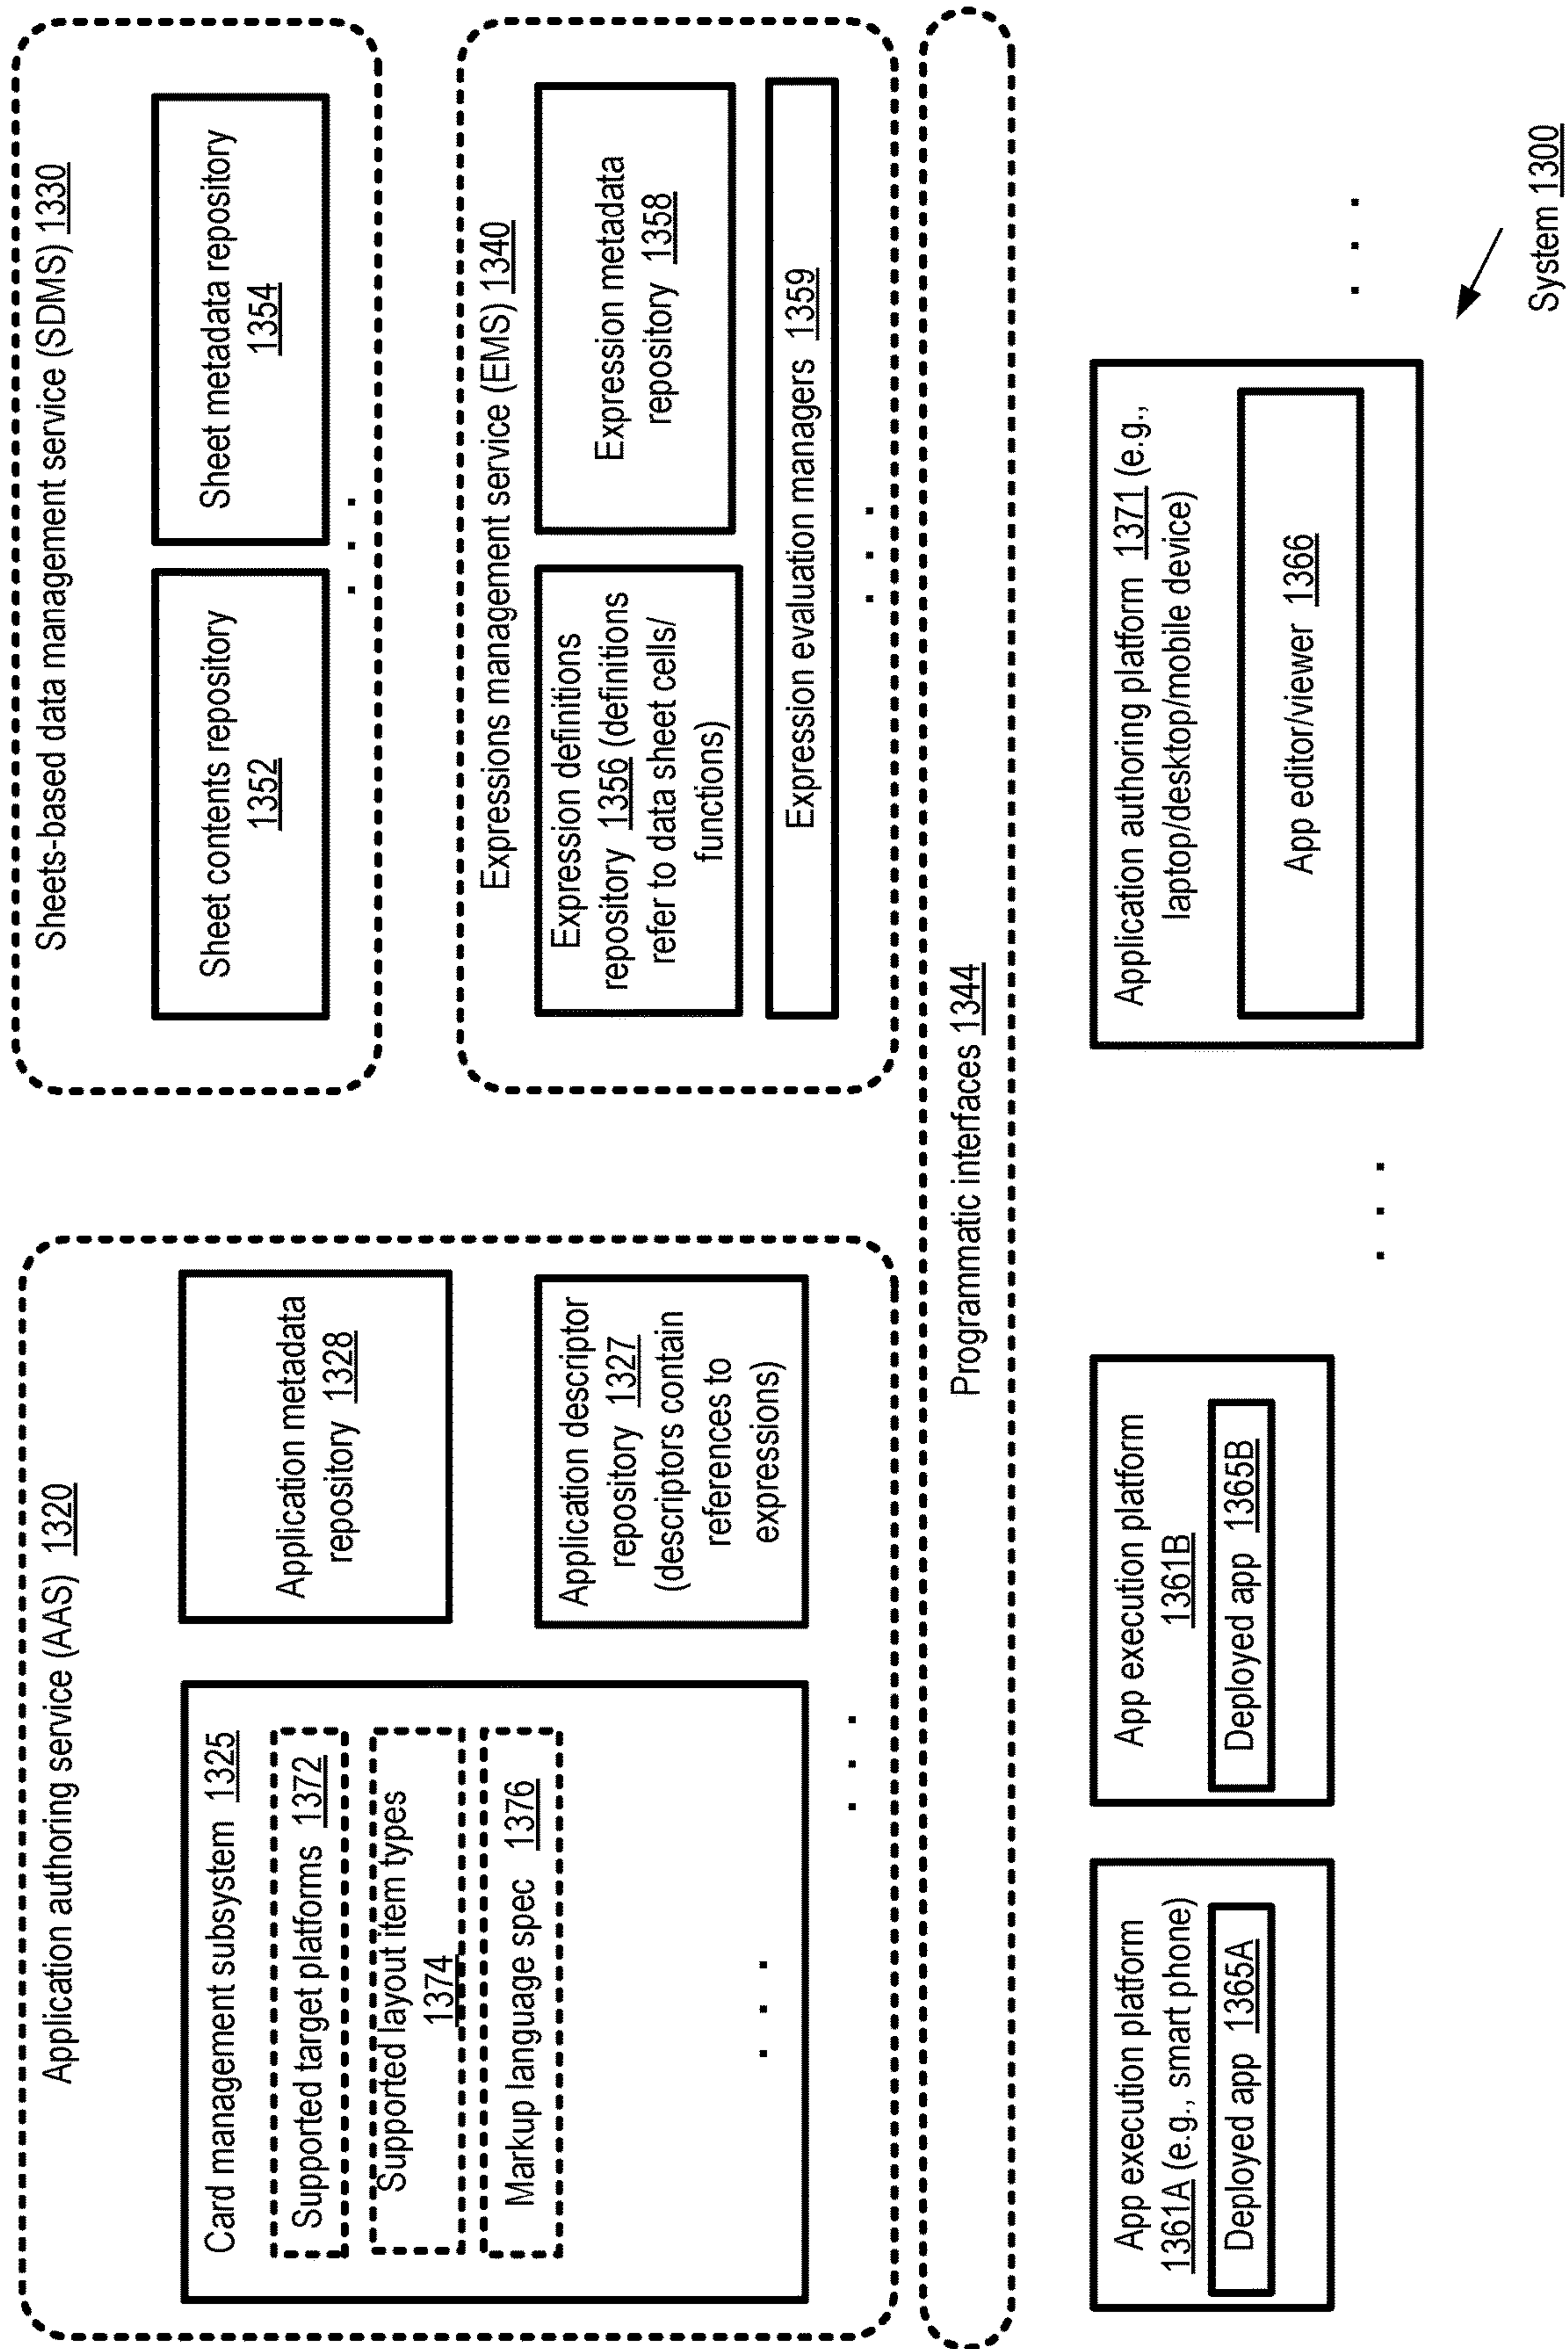 Application authoring service (AAS) 1320
Card management subsystem 1325
Supported target platforms 1372
Supported layout item types
1374
Markup language spec 1376
Application metadata
repository 1328
Application descriptor
repository 1327
(descriptors contain
references to
expressions)
Sheets-based data management service (SDMS) 1330
Sheet contents repository
1352
Sheet metadata repository
1354
Expressions management service (EMS) 1340
Expression definitions
repository 1356 (definitions
refer to data sheet cells/
functions)
Expression metadata
repository 1358
Expression evaluation managers 1359
Programmatic interfaces 1344
App execution platform
1361A (e.g., smart phone)
Deployed app 1365A
App execution platform
1361B
Deployed app 1365B
Application authoring platform 1371 (e.g.,
laptop/desktop/mobile device)
App editor/viewer 1366
System 1300